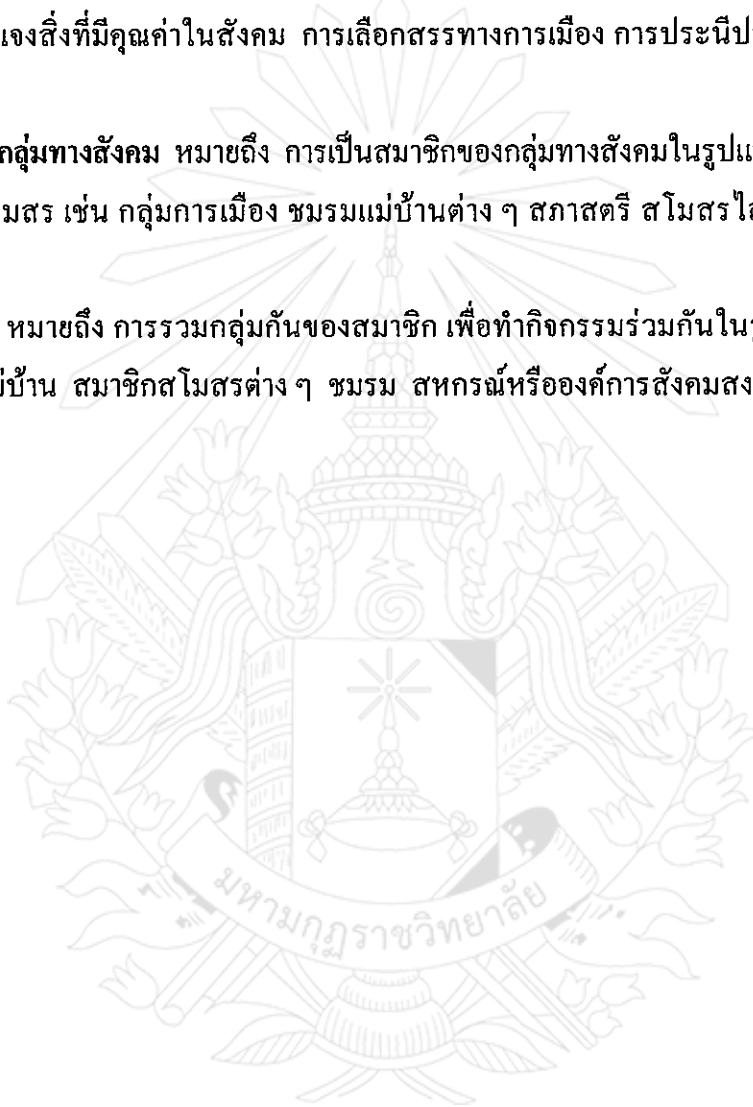 แจงสิ่งที่มีคุณค่าในสังคม การเลือกสรรทางการเมือง การประนีป
กลุ่มทางสังคม หมายถึง การเป็นสมาชิกของกลุ่มทางสังคมในรูปแ
มสร เช่น กลุ่มการเมือง ชมรมแม่บ้านต่าง ๆ สภาสตรี สโมสรไล
หมายถึง การรวมกลุ่มกันของสมาชิก เพื่อทำกิจกรรมร่วมกันใน
บ้าน สมาชิกสโมสรต่าง ๆ ชมรม สหกรณ์หรือองค์การสังคมสง
มหามกุฏราชวิทยาลัย